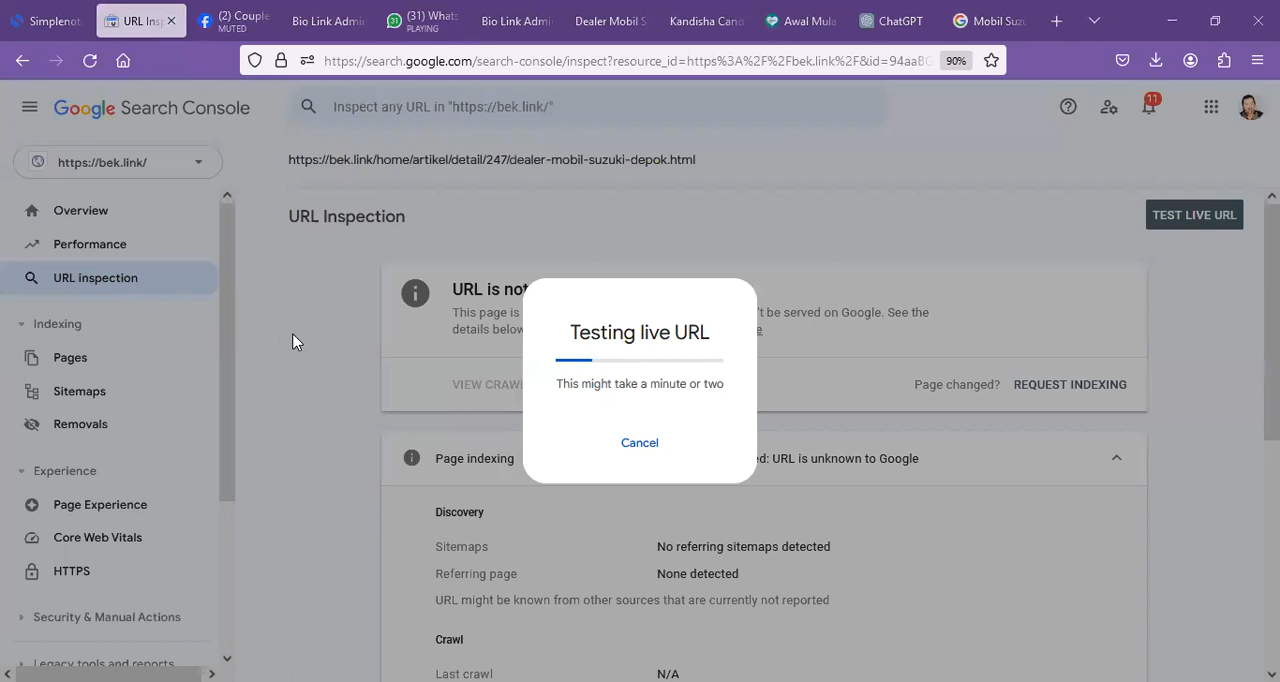 Simplenot
URL Insp
(2) Couple
MUTED
Bio Link Admi
(31) Whats
PLAYING
Bio Link Admi
Dealer Mobil S
Kandisha Can
Awal Mula
ChatGPT
Mobil Suzu
https://search.google.com/search-console/inspect?resource_id=https%3A%2F%2Fbek.link%2F&id=94aaBC
90%
Google Search Console
Inspect any URL in "https://bek.link/"
11
https://bek.link/
https://bek.link/home/artikel/detail/247/dealer-mobil-suzuki-depok.html
Overview
Performance
URL inspection
Indexing
Pages
Sitemaps
Removals
Experience
Page Experience
Core Web Vitals
HTTPS
Security & Manual Actions
Legacy tools and reports
URL Inspection
TEST LIVE URL
URL is not
This page is
't be served on Google. See the
details below
VIEW CRAWL
Page changed?
REQUEST INDEXING
Testing live URL
This might take a minute or two
Cancel
Page indexing
ed: URL is unknown to Google
Discovery
Sitemaps
No referring sitemaps detected
Referring page
None detected
URL might be known from other sources that are currently not reported
Crawl
Last crawl
N/A